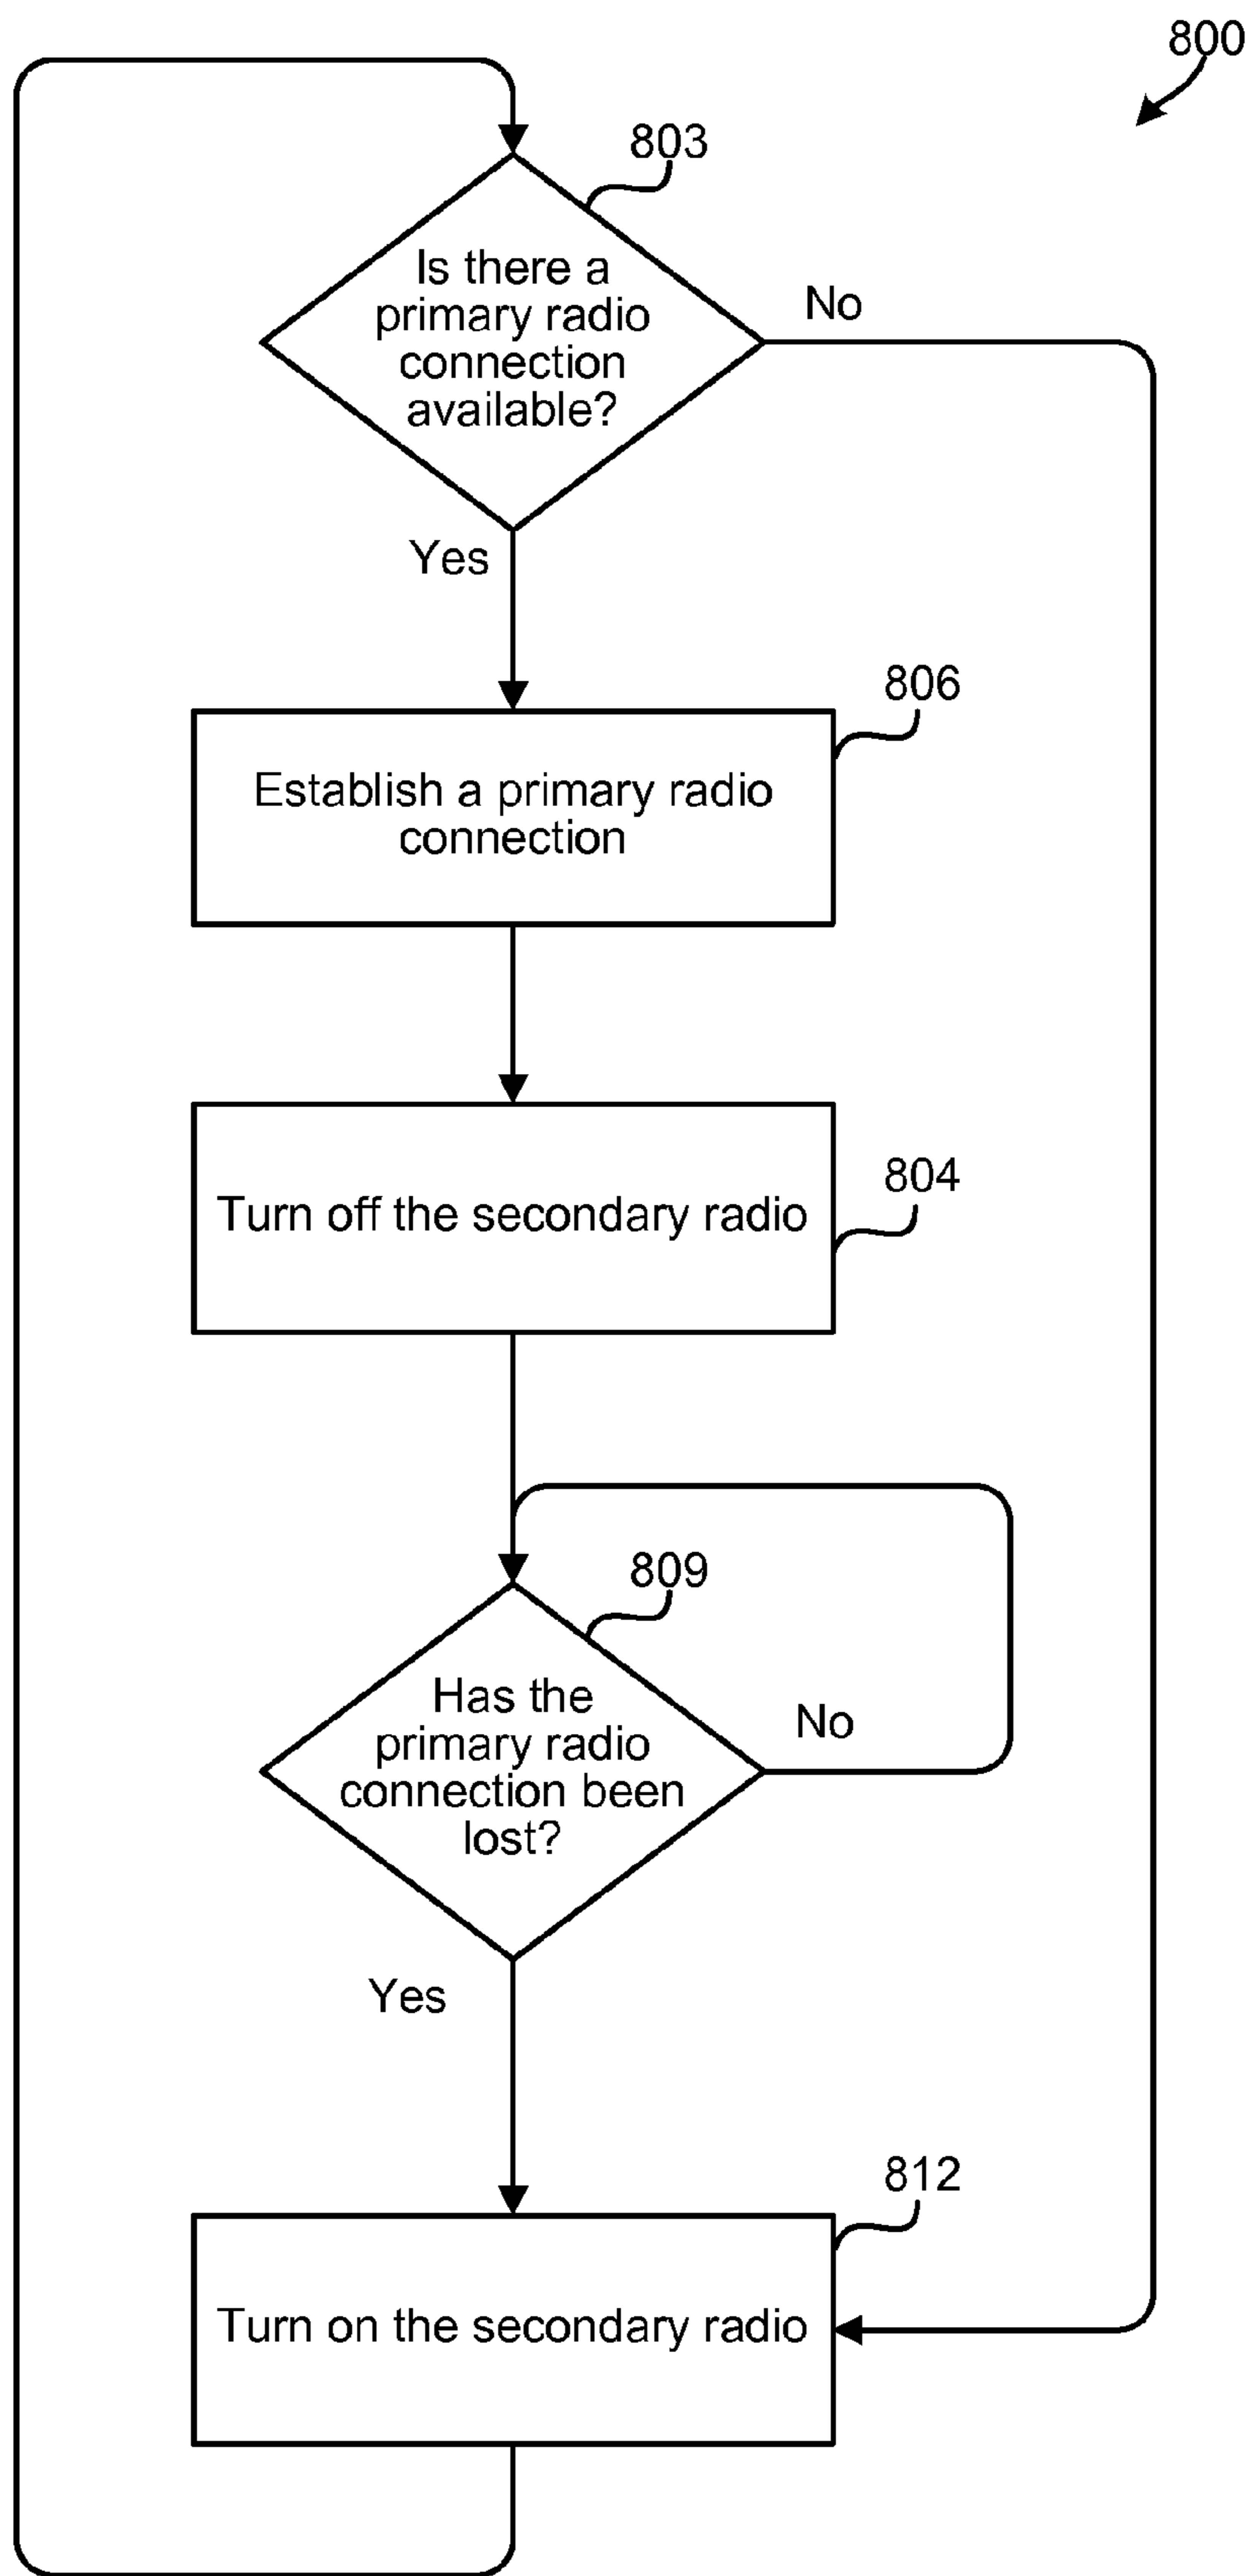 800
803
Is there a
primary radio
connection
available?
No
Yes
806
Establish a primary radio
connection
804
Turn off the secondary radio
809
Has the
primary radio
connection been
lost?
No
Yes
812
Turn on the secondary radio